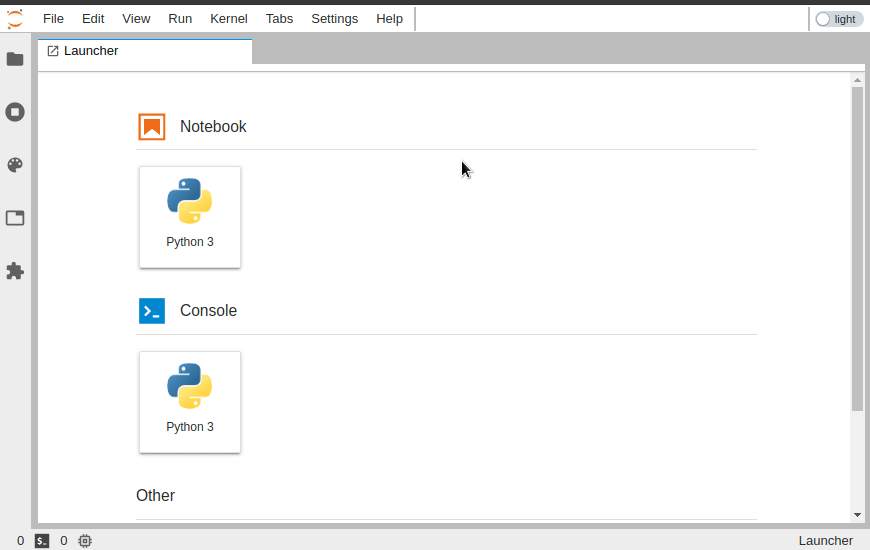 File Edit View Run Kernel Tabs Settings Help light
Launcher
Notebook
Python 3
Console
Python 3
Other
0 $_ 0 Launcher